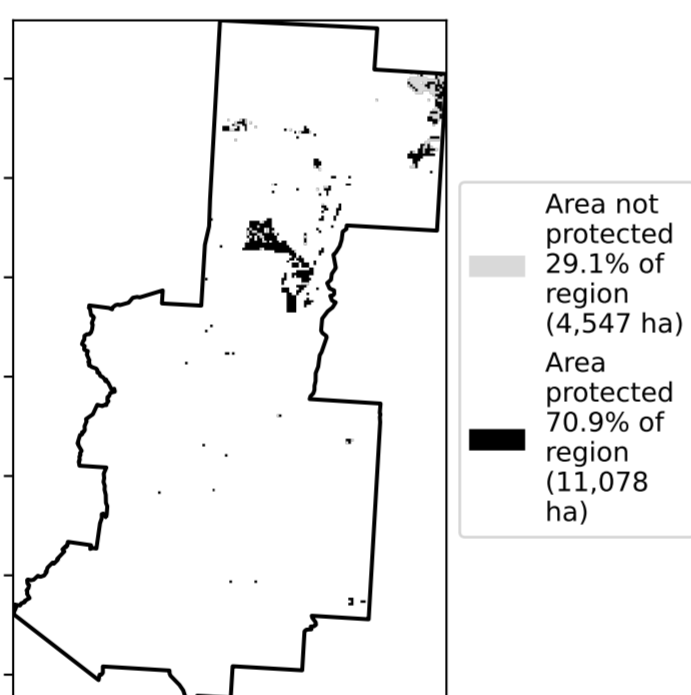 Area not
protected
29.1% of
region
(4,547 ha)
Area
protected
70.9% of
region
(11,078
ha)